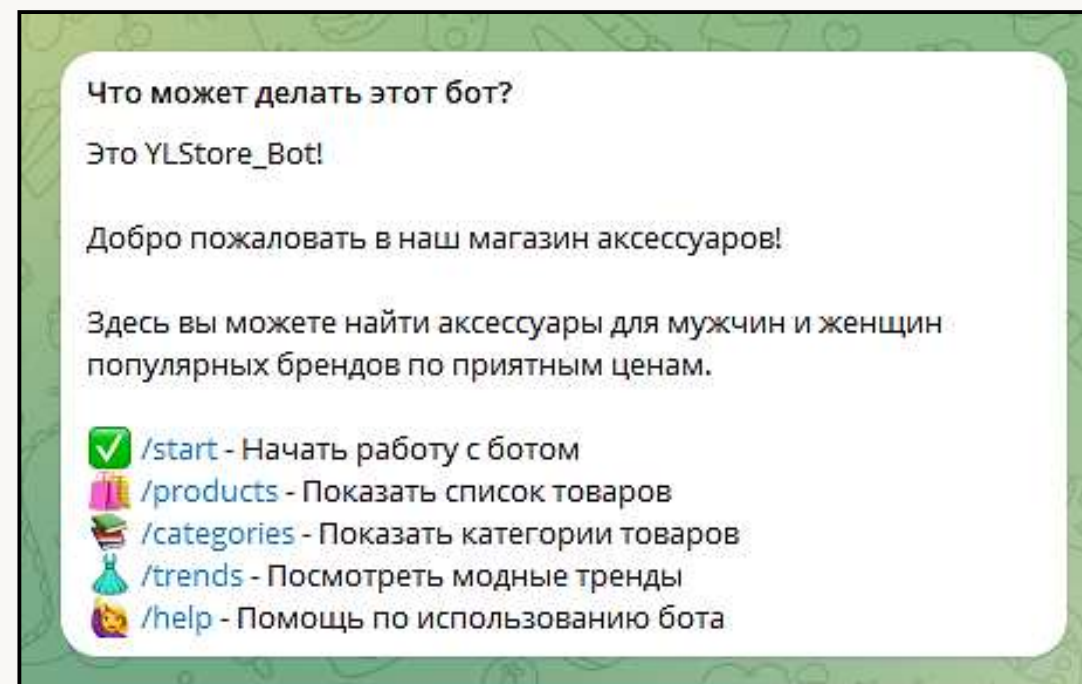 Что может делать этот бот?
Это YLStore_Bot!
Добро пожаловать в наш магазин аксессуаров!
Здесь вы можете найти аксессуары для мужчин и женщин
популярных брендов по приятным ценам.
✅ /start - Начать работу с ботом
🛍️ /products - Показать список товаров
📚 /categories - Показать категории товаров
👗 /trends - Посмотреть модные тренды
🙋 /help - Помощь по использованию бота